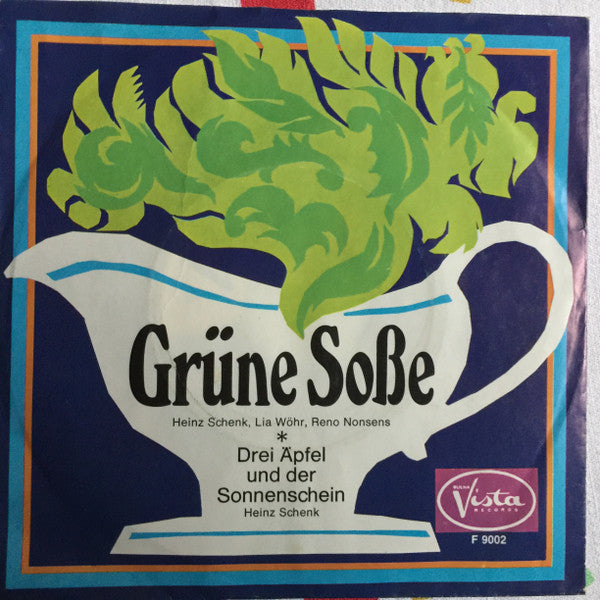 Grüne Soße
Heinz Schenk, Lia Wöhr, Reno Nonsens
*
Drei Äpfel
und der
Sonnenschein
Heinz Schenk
Vista
RECORDS
F 9002